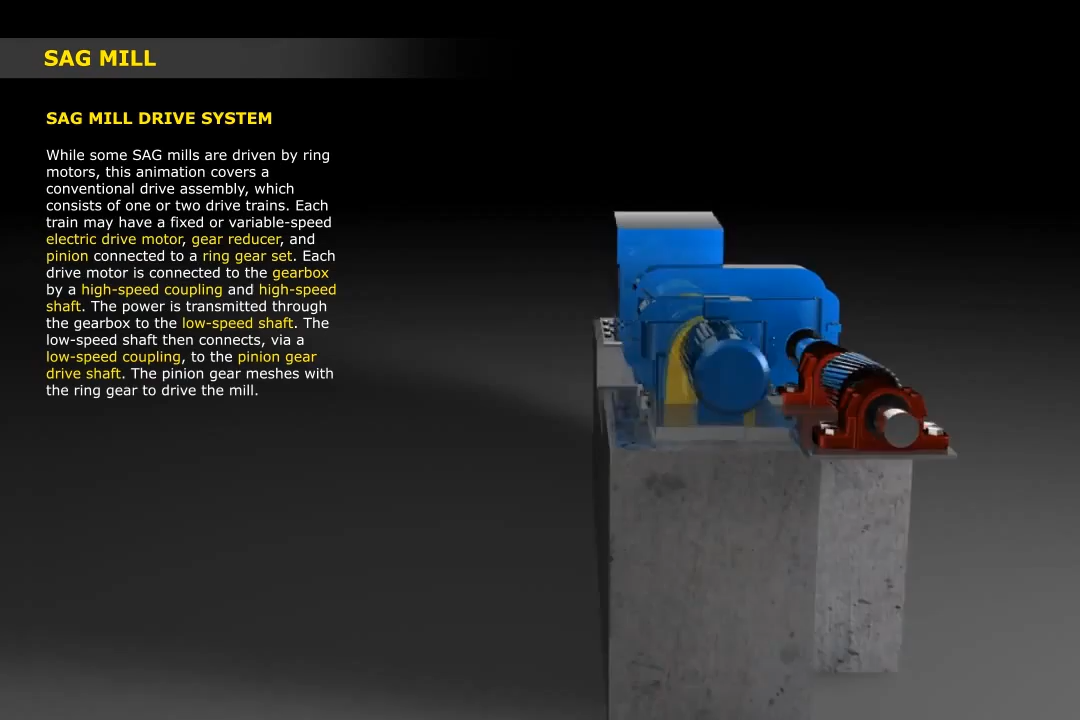 SAG MILL
SAG MILL DRIVE SYSTEM
While some SAG mills are driven by ring
motors, this animation covers a
conventional drive assembly, which
consists of one or two drive trains. Each
train may have a fixed or variable-speed
electric drive motor, gear reducer, and
pinion connected to a ring gear set. Each
drive motor is connected to the gearbox
by a high-speed coupling and high-speed
shaft. The power is transmitted through
the gearbox to the low-speed shaft. The
low-speed shaft then connects, via a
low-speed coupling, to the pinion gear
drive shaft. The pinion gear meshes with
the ring gear to drive the mill.